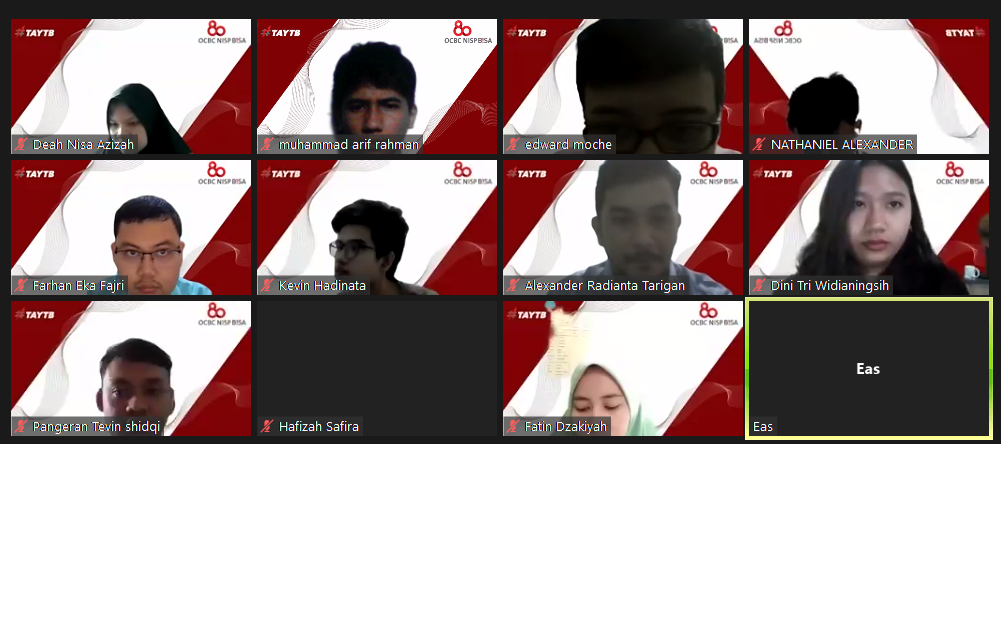 #TAYTB
80
OCBC NISP BISA
Deah Nisa Azizah
#TAYTB
80
OCBC NISP BISA
muhammad arif rahman
#TAYTB
edward moche
80
OCBC NISP BISA
TAYTB
NATHANIEL ALEXANDER
#TAYTB
80
OCBC NISP BISA
Farhan Eka Fajri
#TAYTB
80
OCBC NISP BISA
Kevin Hadinata
#TAYTB
80
OCBC NISP BISA
Alexander Radianta Tarigan
#TAYTB
80
OCBC NISP BISA
Dini Tri Widianingsih
#TAYTB
80
OCBC NISP BISA
Pangeran Tevin shidqi
Hafizah Safira
#TAYTB
80
OCBC NISP BISA
Fatin Dzakiyah
Eas
Eas